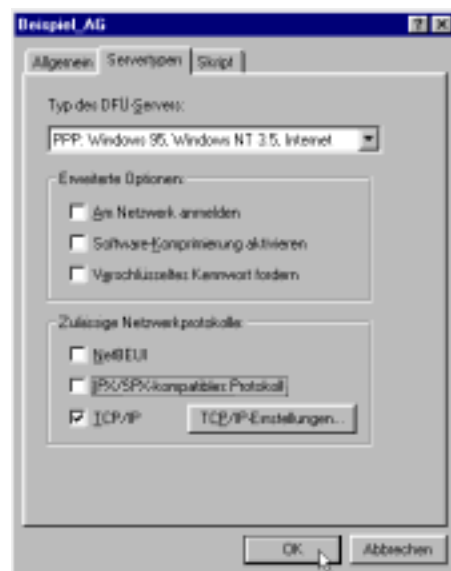 Beispiel_AG
Allgemein Servertypen Skript
Typ des DFÜ-Servers:
PPP: Windows 95, Windows NT 3.5, Internet
Erweiterte Optionen:
Am Netzwerk anmelden
Software-Komprimierung aktivieren
Verschlüsseltes Kennwort fordern
Zulässige Netzwerkprotokolle:
NetBEUI
IPX/SPX-kompatibles Protokoll
TCP/IP TCP/IP-Einstellungen...
OK Abbrechen